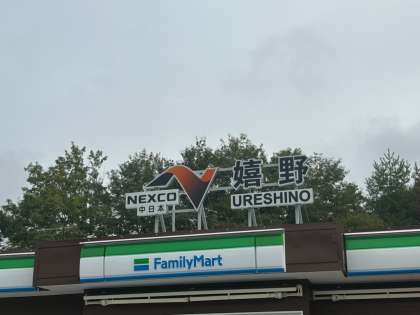 NEXCO
中日本
嬉野
URESHINO
FamilyMart